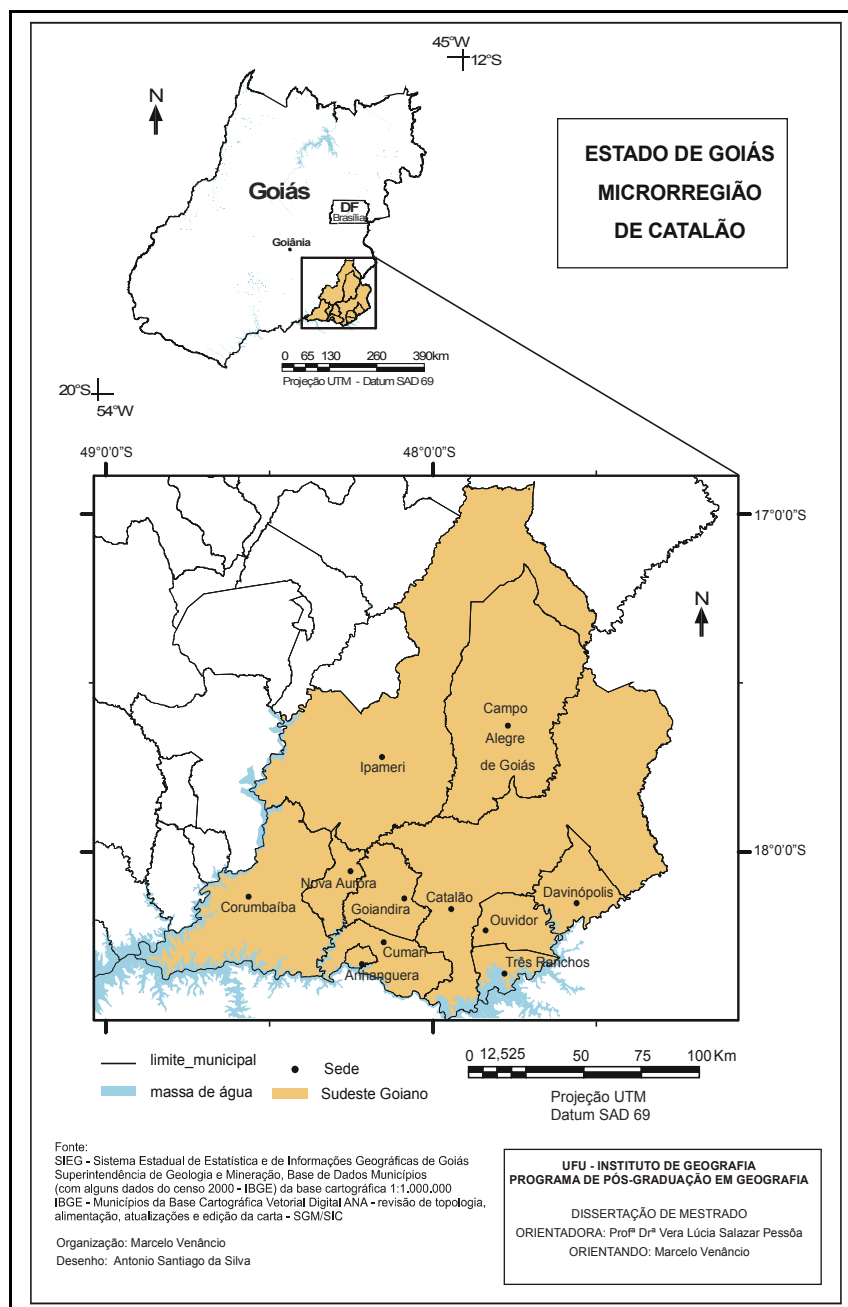 45°W
12°S
N
ESTADO DE GOIÁS
MICRORREGIÃO
DE CATALÃO
Goiás
DF
Brasília
Goiânia
0 65 130 260 390km
Projeção UTM - Datum SAD 69
20°S
54°W
49°0'0"S
48°0'0"S
17°0'0"S
N
Campo
Alegre
de Goiás
Ipameri
18°0'0"S
Nova Aurora
Corumbaíba
Goiandira
Catalão
Davinópolis
Ouvidor
Cumari
Anhanguera
Três Ranchos
limite_municipal
Sede
massa de água
Sudeste Goiano
0 12,525 50 75 100 Km
Projeção UTM
Datum SAD 69
Fonte:
SIEG - Sistema Estadual de Estatística e de Informações Geográficas de Goiás
Superintendência de Geologia e Mineração, Base de Dados Municípios
(com alguns dados do censo 2000 - IBGE) da base cartográfica 1:1.000.000
IBGE - Municípios da Base Cartográfica Vetorial Digital ANA - revisão de topologia,
alimentação, atualizações e edição da carta - SGM/SIC
Organização: Marcelo Venâncio
Desenho: Antonio Santiago da Silva
UFU - INSTITUTO DE GEOGRAFIA
PROGRAMA DE PÓS-GRADUAÇÃO EM GEOGRAFIA
DISSERTAÇÃO DE MESTRADO
ORIENTADORA: Profª Drª Vera Lúcia Salazar Pessôa
ORIENTANDO: Marcelo Venâncio